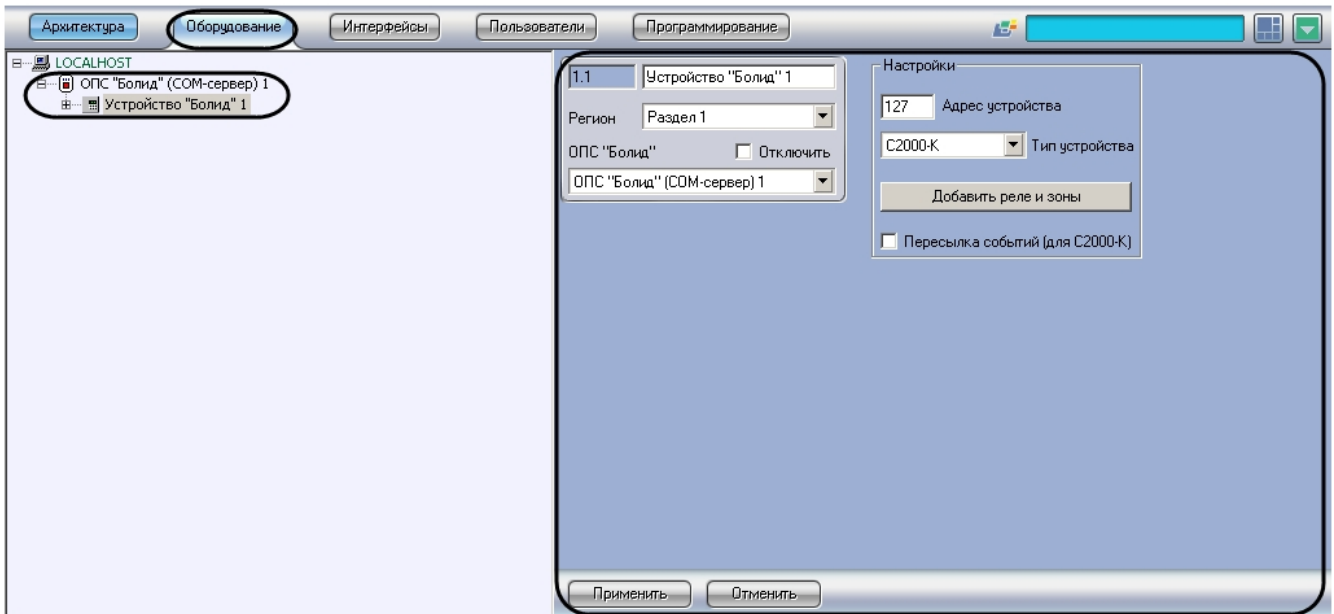 Архитектура Оборудование Интерфейсы Пользователи Программирование
LOCALHOST
ОПС "Болид" (COM-сервер) 1
Устройство "Болид" 1
1.1 Устройство "Болид" 1
Регион Раздел 1
ОПС "Болид" Отключить
ОПС "Болид" (COM-сервер) 1
Настройки
127 Адрес устройства
С2000-К Тип устройства
Добавить реле и зоны
Пересылка событий (для С2000-К)
Применить Отменить